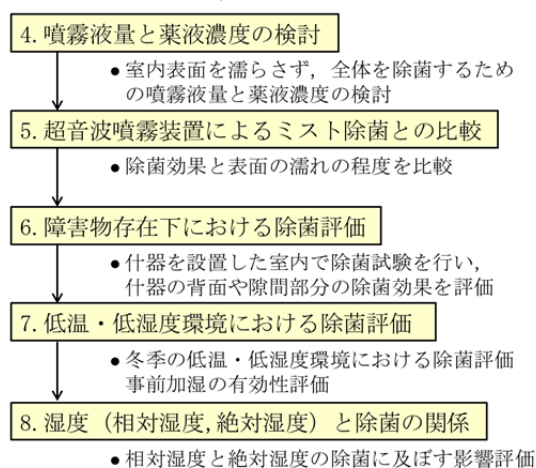 4. 噴霧液量と薬液濃度の検討
●室内表面を濡らさず，全体を除菌するため
の噴霧液量と薬液濃度の検討
5. 超音波噴霧装置によるミスト除菌との比較
●除菌効果と表面の濡れの程度を比較
6. 障害物存在下における除菌評価
●什器を設置した室内で除菌試験を行い，
什器の背面や隙間部分の除菌効果を評価
7. 低温・低湿度環境における除菌評価
●冬季の低温・低湿度環境における除菌評価
事前加湿の有効性評価
8. 湿度（相対湿度,絶対湿度）と除菌の関係
●相対湿度と絶対湿度の除菌に及ぼす影響評価